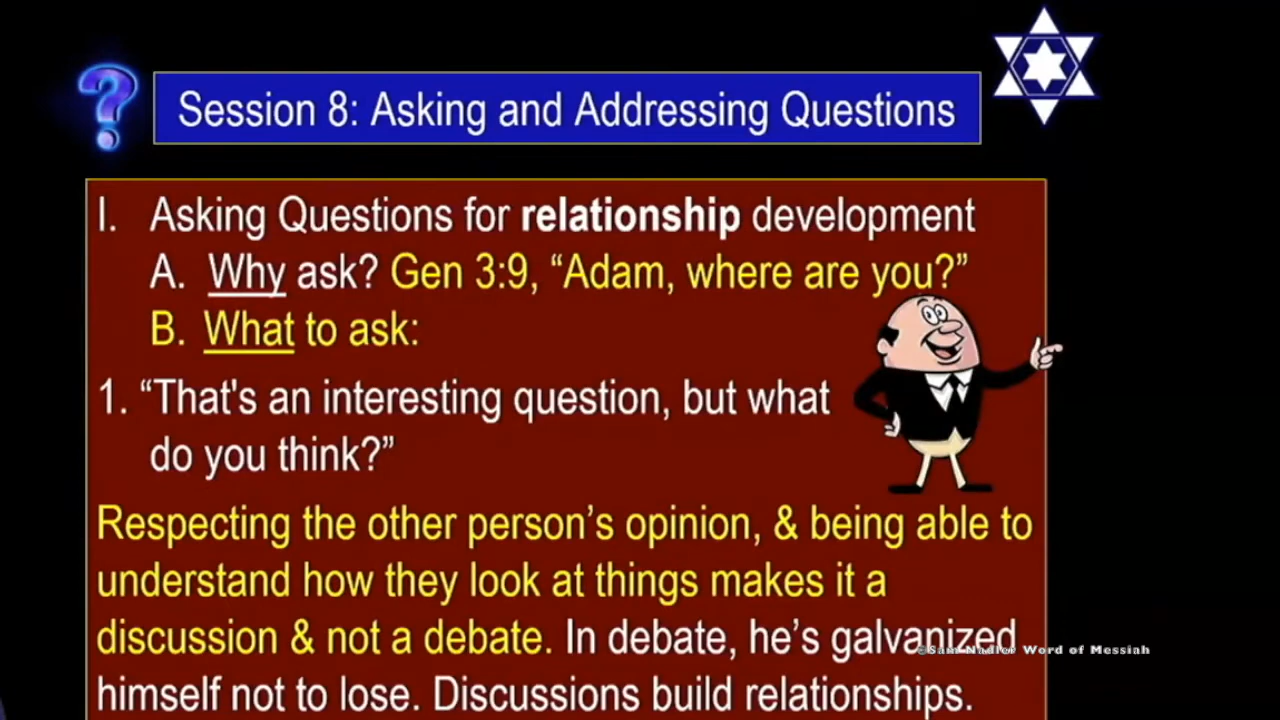 Session 8: Asking and Addressing Questions
I. Asking Questions for relationship development
A. Why ask? Gen 3:9, “Adam, where are you?”
B. What to ask:
1. “That's an interesting question, but what
do you think?”
Respecting the other person’s opinion, & being able to
understand how they look at things makes it a
discussion & not a debate. In debate, he’s galvanized
©Sam Nadler Word of Messiah
himself not to lose. Discussions build relationships.